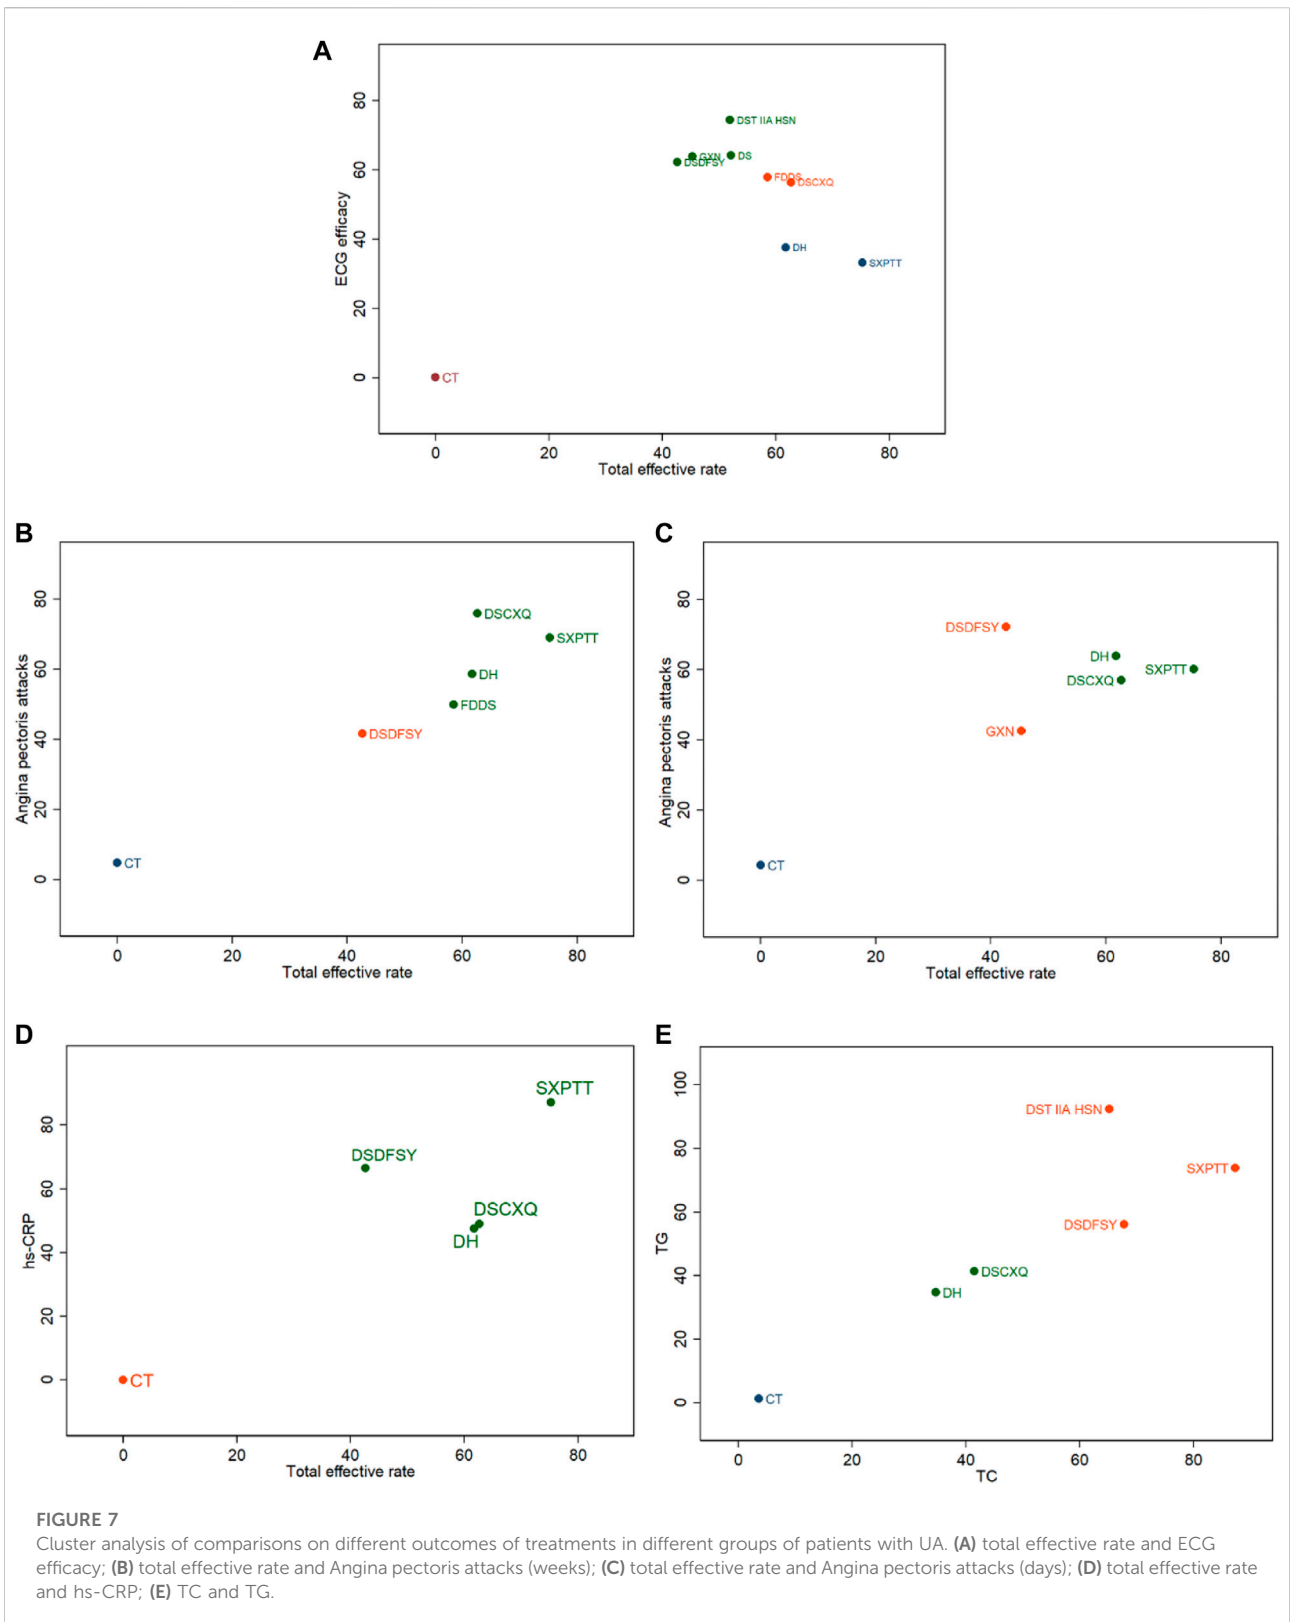 A
ECG efficacy
80
60
40
20
0
DST IIA HSN
GXN
DS
DSDFSY
FDDS
DSCXQ
DH
SXPTT
CT
0 20 40 60 80
Total effective rate
B
Angina pectoris attacks
80
60
40
20
0
DSCXQ
SXPTT
DH
FDDS
DSDFSY
CT
0 20 40 60 80
Total effective rate
C
Angina pectoris attacks
80
60
40
20
0
DSDFSY
DH
SXPTT
DSCXQ
GXN
CT
0 20 40 60 80
Total effective rate
D
hs-CRP
80
60
40
20
0
SXPTT
DSDFSY
DSCXQ
DH
CT
0 20 40 60 80
Total effective rate
E
TG
100
80
60
40
20
0
DST IIA HSN
SXPTT
DSDFSY
DSCXQ
DH
CT
0 20 40 60 80
TC
FIGURE 7
Cluster analysis of comparisons on different outcomes of treatments in different groups of patients with UA. (A) total effective rate and ECG
efficacy; (B) total effective rate and Angina pectoris attacks (weeks); (C) total effective rate and Angina pectoris attacks (days); (D) total effective rate
and hs-CRP; (E) TC and TG.